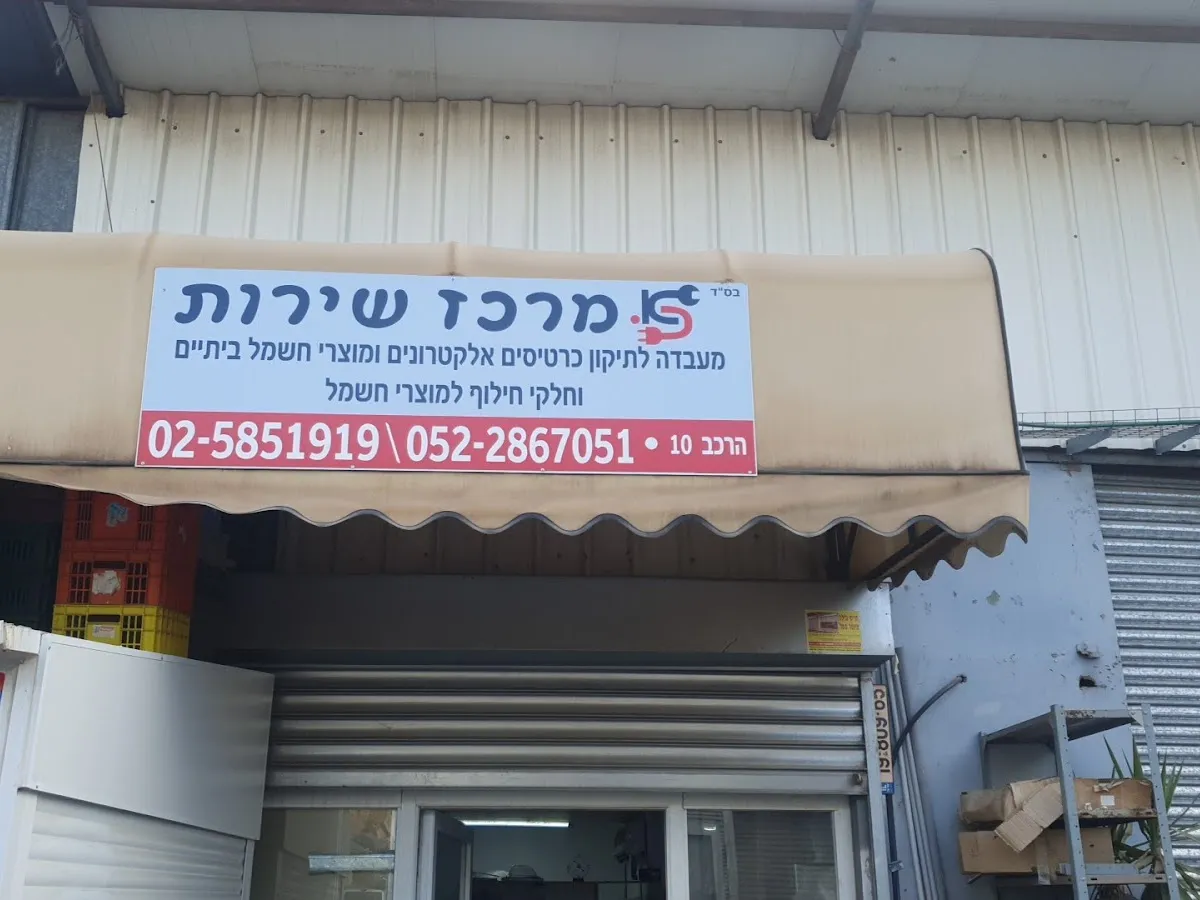 בס"ד
א.פ. מרכז שירות
מעבדה לתיקון כרטיסים אלקטרונים ומוצרי חשמל ביתיים
וחלקי חילוף למוצרי חשמל
הרכב 10 • 052-2867051 \ 02-5851919